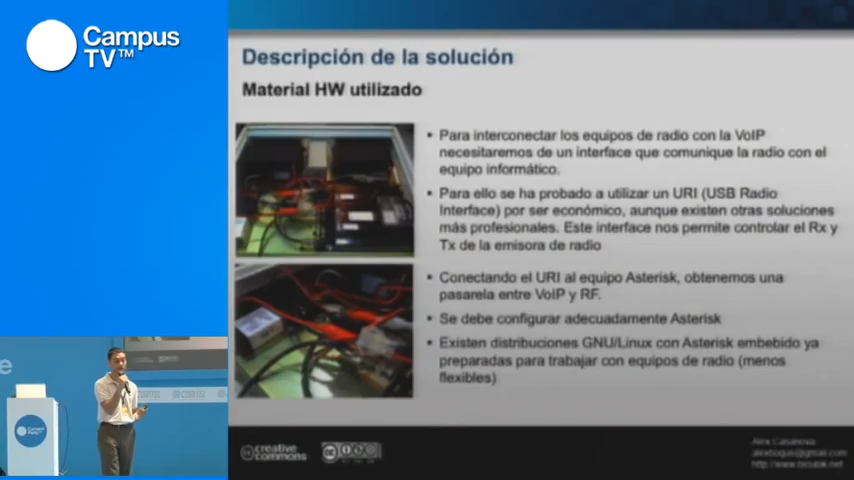 Campus
TV™
Descripción de la solución
Material HW utilizado
Para interconectar los equipos de radio con la VoIP
necesitaremos de un interface que comunique la radio con el
equipo informático.
Para ello se ha probado a utilizar un URI (USB Radio
Interface) por ser económico, aunque existen otras soluciones
más profesionales. Este interface nos permite controlar el Rx y
Tx de la emisora de radio
Conectando el URI al equipo Asterisk, obtenemos una
pasarela entre VoIP y RF.
Se debe configurar adecuadamente Asterisk
Existen distribuciones GNU/Linux con Asterisk embebido ya
preparadas para trabajar con equipos de radio (menos
flexibles)
creative
commons
cc
Alex Casanova